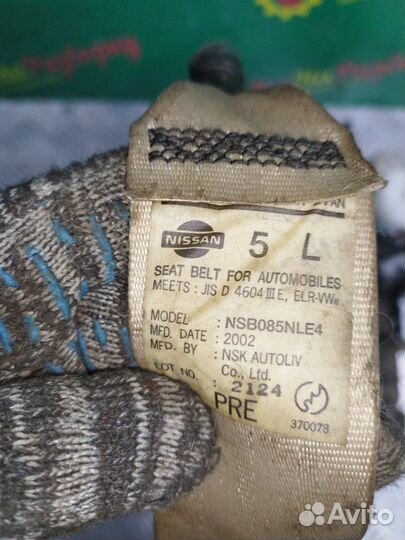 NISSAN 5 L
SEAT BELT FOR AUTOMOBILES
MEETS : JIS D 4604 III E, ELR-VWe
MODEL : NSB085NLE4
MFD. DATE : 2002
MFD. BY : NSK AUTOLIV
Co., Ltd.
LOT NO. : 2124
PRE
370078
Avito